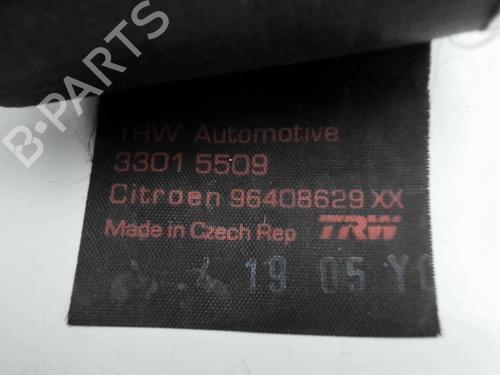 TRW Automotive
3301 5509
Citroen 96408629 XX
Made in Czech Rep TRW
19 05
B-PARTS